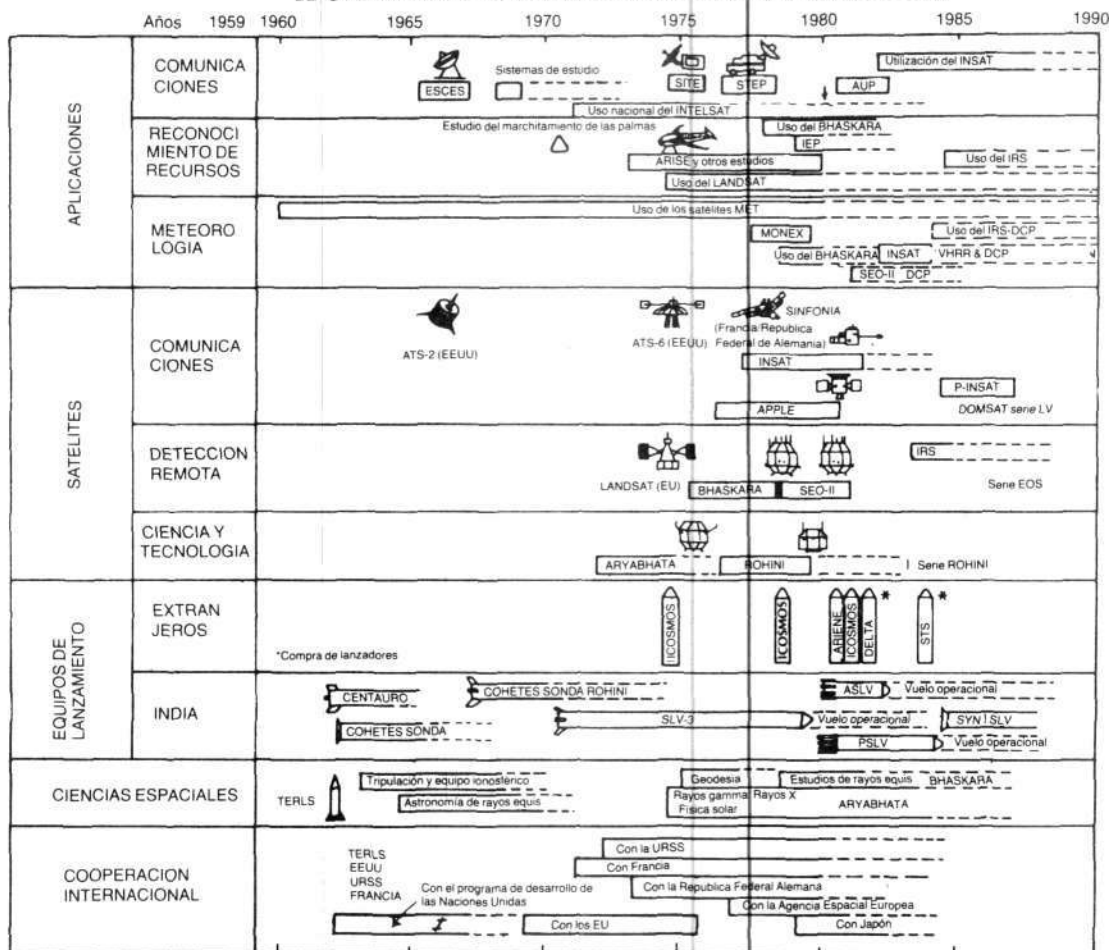 Años 1959 1960 1965 1970 1975 1980 1985 1990
APLICACIONES
COMUNICA
CIONES
ESCES
Sistemas de estudio
SITE
STEP
AUP
Utilización del INSAT
Uso nacional del INTELSAT
RECONOCI
MIENTO DE
RECURSOS
Estudio del marchitamiento de las palmas
Uso del BHASKARA
IEP
ARISE y otros estudios
Uso del IRS
Uso del LANDSAT
METEORO
LOGIA
Uso de los satélites MET
MONEX
Uso del IRS-DCP
Uso del BHASKARA
INSAT
VHRR & DCP
SEO-II DCP
SATELITES
COMUNICA
CIONES
ATS-2 (EEUU)
ATS-6 (EEUU)
SINFONIA
(Francia/Republica
Federal de Alemania)
INSAT
P-INSAT
APPLE
DOMSAT serie LV
DETECCION
REMOTA
LANDSAT (EU)
BHASKARA
SEO-II
IRS
Serie EOS
CIENCIA Y
TECNOLOGIA
ARYABHATA
ROHINI
Serie ROHINI
EQUIPOS DE
LANZAMIENTO
EXTRAN
JEROS
*Compra de lanzadores
IICOSMOS
IICOSMOS
ARIENE
IICOSMOS
DELTA
*
STS
*
INDIA
CENTAURO
COHETES SONDA ROHINI
ASLV
Vuelo operacional
COHETES SONDA
SLV-3
Vuelo operacional
SYN! SLV
PSLV
Vuelo operacional
CIENCIAS ESPACIALES
TERLS
Tripulación y equipo ionosférico
Astronomía de rayos equis
Geodesia
Estudios de rayos equis BHASKARA
Rayos gamma Rayos X
Física solar
ARYABHATA
COOPERACION
INTERNACIONAL
TERLS
EEUU
URSS
FRANCIA
Con el programa de desarrollo de
las Naciones Unidas
Con la URSS
Con Francia
Con la Republica Federal Alemana
Con la Agencia Espacial Europea
Con los EU
Con Japón